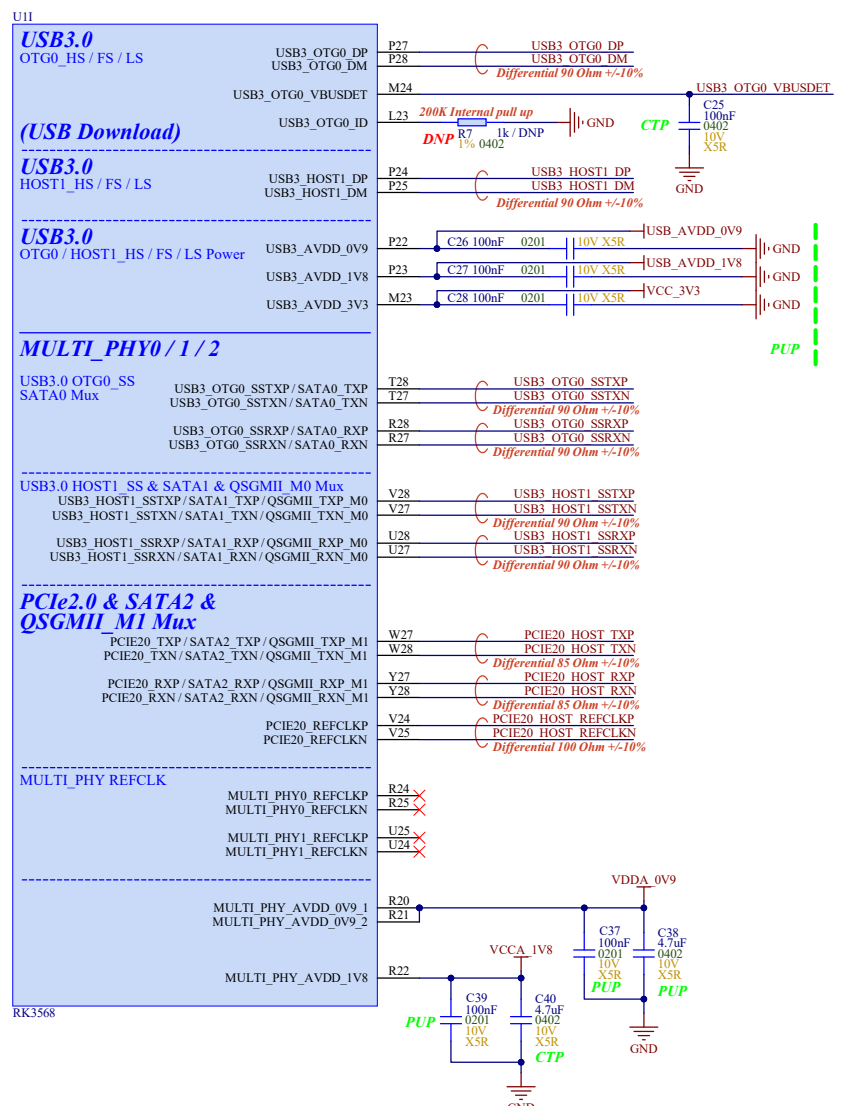 U1I
USB3.0
OTG0_HS / FS / LS
USB3_OTG0_DP P27 USB3_OTG0_DP
USB3_OTG0_DM P28 USB3_OTG0_DM
Differential 90 Ohm +/-10%
USB3_OTG0_VBUSDET M24 USB3_OTG0_VBUSDET
C25
100nF
0402
10V
X5R
CTP
GND
200K Internal pull up
USB3_OTG0_ID L23 GND
DNP R7 1k / DNP
1% 0402
(USB Download)
USB3.0
HOST1_HS / FS / LS
USB3_HOST1_DP P24 USB3_HOST1_DP
USB3_HOST1_DM P25 USB3_HOST1_DM
Differential 90 Ohm +/-10%
USB3.0
OTG0 / HOST1_HS / FS / LS Power
USB_AVDD_0V9
USB3_AVDD_0V9 P22 C26 100nF 0201 10V X5R GND
USB_AVDD_1V8
USB3_AVDD_1V8 P23 C27 100nF 0201 10V X5R GND
VCC_3V3
USB3_AVDD_3V3 M23 C28 100nF 0201 10V X5R GND
PUP
MULTI_PHY0 / 1 / 2
USB3.0 OTG0_SS
SATA0 Mux
USB3_OTG0_SSTXP / SATA0_TXP T28 USB3_OTG0_SSTXP
USB3_OTG0_SSTXN / SATA0_TXN T27 USB3_OTG0_SSTXN
Differential 90 Ohm +/-10%
USB3_OTG0_SSRXP / SATA0_RXP R28 USB3_OTG0_SSRXP
USB3_OTG0_SSRXN / SATA0_RXN R27 USB3_OTG0_SSRXN
Differential 90 Ohm +/-10%
USB3.0 HOST1_SS & SATA1 & QSGMII_M0 Mux
USB3_HOST1_SSTXP / SATA1_TXP / QSGMII_TXP_M0 V28 USB3_HOST1_SSTXP
USB3_HOST1_SSTXN / SATA1_TXN / QSGMII_TXN_M0 V27 USB3_HOST1_SSTXN
Differential 90 Ohm +/-10%
USB3_HOST1_SSRXP / SATA1_RXP / QSGMII_RXP_M0 U28 USB3_HOST1_SSRXP
USB3_HOST1_SSRXN / SATA1_RXN / QSGMII_RXN_M0 U27 USB3_HOST1_SSRXN
Differential 90 Ohm +/-10%
PCIe2.0 & SATA2 &
QSGMII_M1 Mux
PCIE20_TXP / SATA2_TXP / QSGMII_TXP_M1 W27 PCIE20_HOST_TXP
PCIE20_TXN / SATA2_TXN / QSGMII_TXN_M1 W28 PCIE20_HOST_TXN
Differential 85 Ohm +/-10%
PCIE20_RXP / SATA2_RXP / QSGMII_RXP_M1 Y27 PCIE20_HOST_RXP
PCIE20_RXN / SATA2_RXN / QSGMII_RXN_M1 Y28 PCIE20_HOST_RXN
Differential 85 Ohm +/-10%
PCIE20_REFCLKP V24 PCIE20_HOST_REFCLKP
PCIE20_REFCLKN V25 PCIE20_HOST_REFCLKN
Differential 100 Ohm +/-10%
MULTI_PHY REFCLK
MULTI_PHY0_REFCLKP R24
MULTI_PHY0_REFCLKN R25
MULTI_PHY1_REFCLKP U25
MULTI_PHY1_REFCLKN U24
VDDA_0V9
MULTI_PHY_AVDD_0V9_1 R20
MULTI_PHY_AVDD_0V9_2 R21
C37
100nF
0201
10V
X5R
PUP
C38
4.7uF
0402
10V
X5R
PUP
GND
VCCA_1V8
MULTI_PHY_AVDD_1V8 R22
C39
100nF
0201
10V
X5R
PUP
C40
4.7uF
0402
10V
X5R
CTP
GND
RK3568